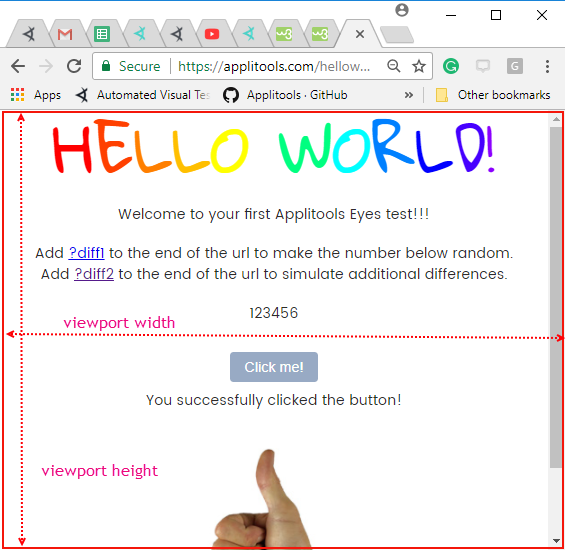 Secure https://applitools.com/hellow...
G
Apps Automated Visual Te Applitools · GitHub » Other bookmarks
HELLO WORLD!
Welcome to your first Applitools Eyes test!!!
Add ?diff1 to the end of the url to make the number below random.
Add ?diff2 to the end of the url to simulate additional differences.
123456
viewport width
Click me!
You successfully clicked the button!
viewport height